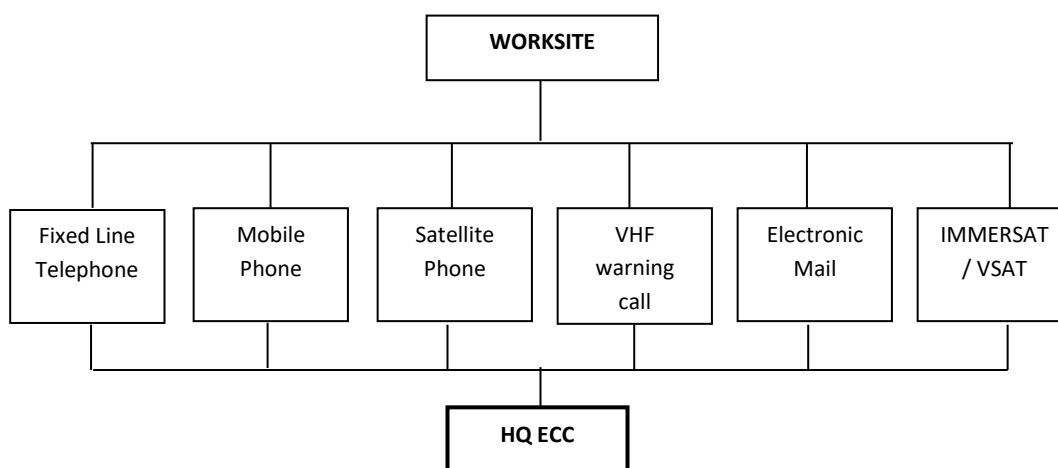 WORKSITE
Fixed Line
Telephone
Mobile
Phone
Satellite
Phone
VHF
warning
call
Electronic
Mail
IMMERSAT
/ VSAT
HQ ECC